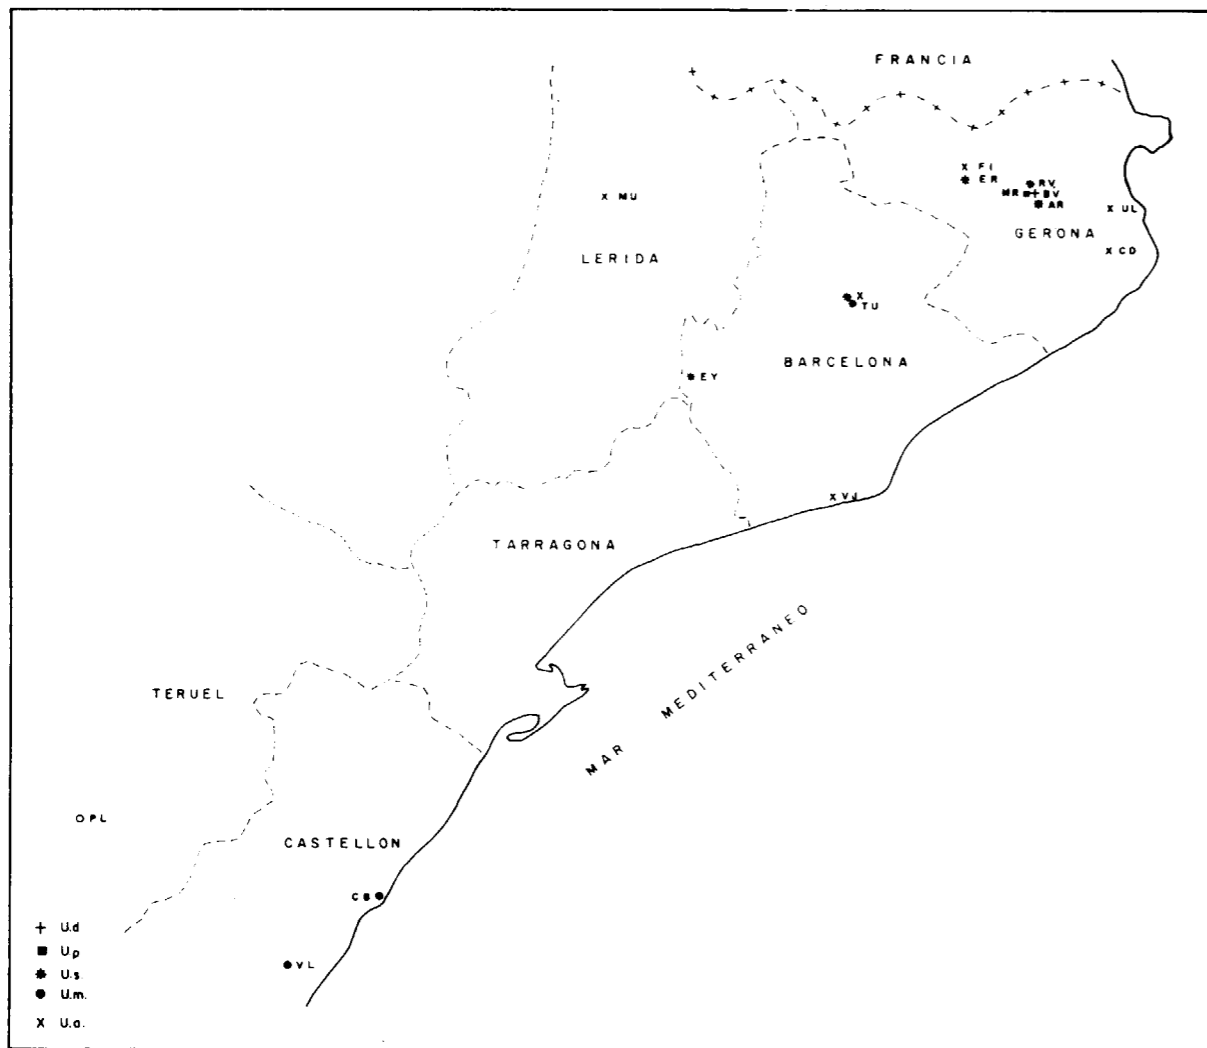 FRANCIA
X FI
ER
RV
MR BV
AR
X MU
X UL
GERONA
X CD
LERIDA
X
TU
BARCELONA
EY
X VJ
TARRAGONA
MAR MEDITERRANEO
TERUEL
O PL
CASTELLON
CB
VL
+ U.d
U.p
U.s
U.m.
X U.a.